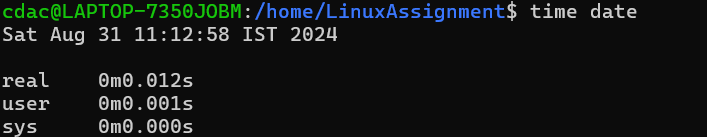 cdac@LAPTOP-7350JOBM:/home/LinuxAssignment$ time date
Sat Aug 31 11:12:58 IST 2024
real    0m0.012s
user    0m0.001s
sys     0m0.000s